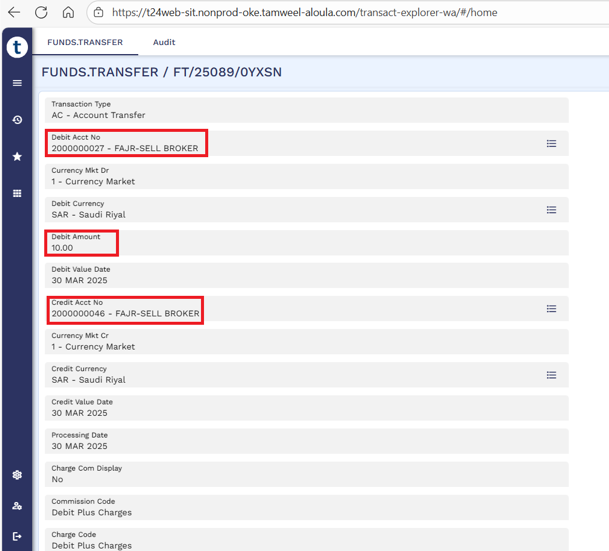 https://t24web-sit.nonprod-oke.tamweel-aloula.com/transact-explorer-wa/#/home
t
FUNDS.TRANSFER Audit
FUNDS.TRANSFER / FT/25089/0YXSN
Transaction Type
AC - Account Transfer
Debit Acct No
2000000027 - FAJR-SELL BROKER
Currency Mkt Dr
1 - Currency Market
Debit Currency
SAR - Saudi Riyal
Debit Amount
10.00
Debit Value Date
30 MAR 2025
Credit Acct No
2000000046 - FAJR-SELL BROKER
Currency Mkt Cr
1 - Currency Market
Credit Currency
SAR - Saudi Riyal
Credit Value Date
30 MAR 2025
Processing Date
30 MAR 2025
Charge Com Display
No
Commission Code
Debit Plus Charges
Charge Code
Debit Plus Charges